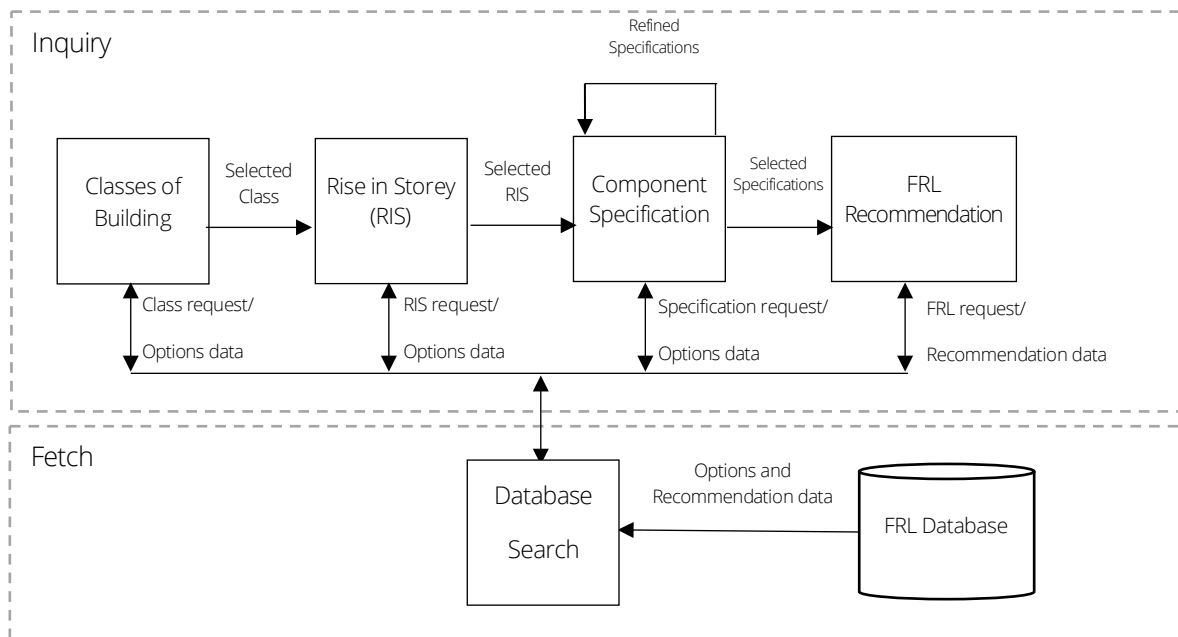 Inquiry
Refined
Specifications
Classes of
Building
Selected
Class
Rise in Storey
(RIS)
Selected
RIS
Component
Specification
Selected
Specifications
FRL
Recommendation
Class request/
Options data
RIS request/
Options data
Specification request/
Options data
FRL request/
Recommendation data
Fetch
Database
Search
Options and
Recommendation data
FRL Database